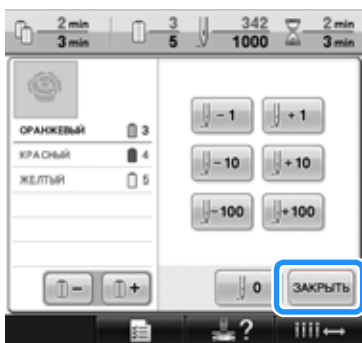 2 min 3 342 2 min
3 min 5 1000 3 min
ОРАНЖЕВЫЙ 3
КРАСНЫЙ 4
ЖЕЛТЫЙ 5
- 1 + 1
- 10 + 10
-100 +100
- +
0 ЗАКРЫТЬ
?